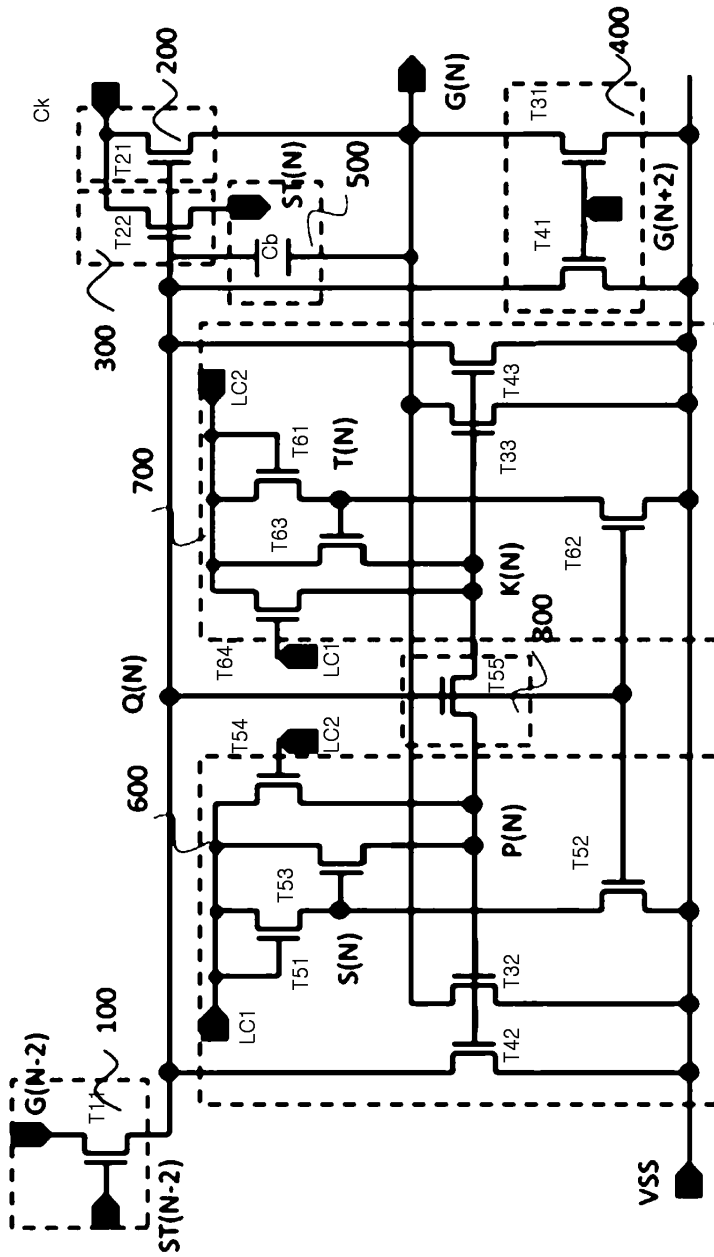 G(N-2)
T11
100
ST(N-2)
Q(N)
600
700
300
Ck
T22
T21
200
ST(N)
Cb
500
G(N)
LC1
T51
T53
S(N)
T54
LC2
P(N)
T64
LC1
T63
T61
LC2
T(N)
K(N)
T55
800
T42
T32
T52
T62
T33
T43
T41
T31
G(N+2)
400
VSS